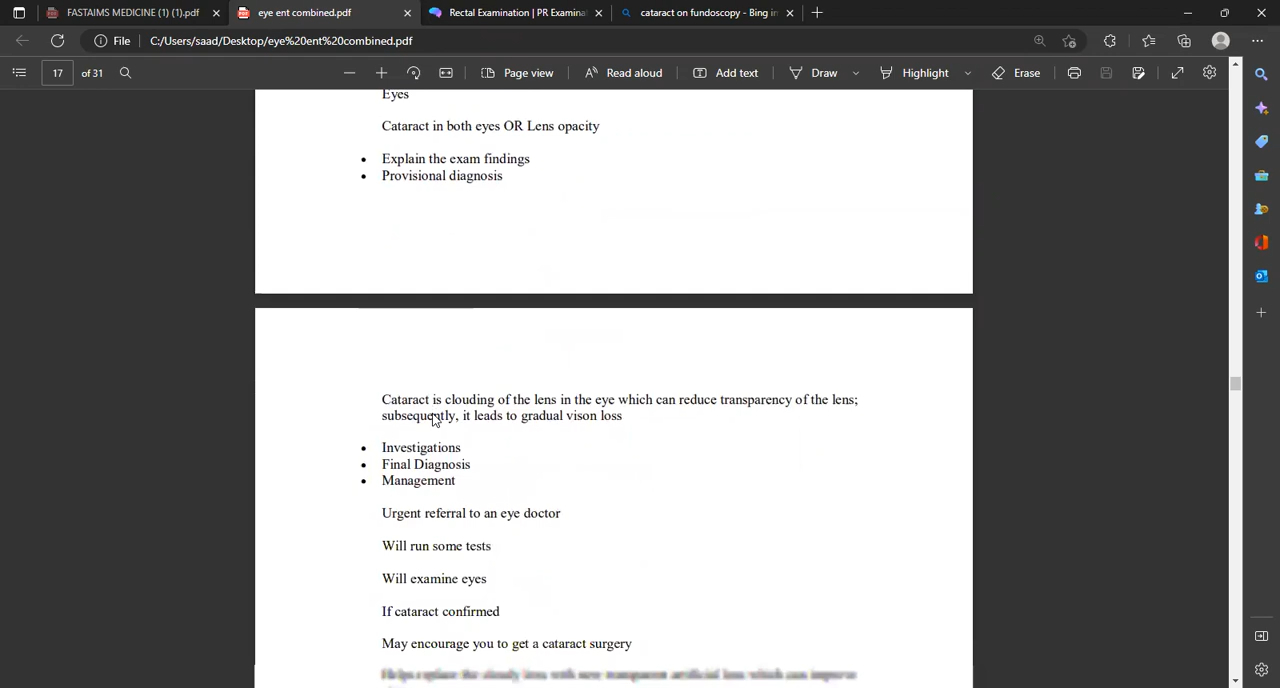 FASTAIMS MEDICINE (1) (1).pdf
eye ent combined.pdf
Rectal Examination | PR Examina
cataract on fundoscopy - Bing in
File
C:/Users/saad/Desktop/eye%20ent%20combined.pdf
17 of 31
Page view
Read aloud
Add text
Draw
Highlight
Erase
Eyes
Cataract in both eyes OR Lens opacity
• Explain the exam findings
• Provisional diagnosis
Cataract is clouding of the lens in the eye which can reduce transparency of the lens;
subsequently, it leads to gradual vison loss
• Investigations
• Final Diagnosis
• Management
Urgent referral to an eye doctor
Will run some tests
Will examine eyes
If cataract confirmed
May encourage you to get a cataract surgery